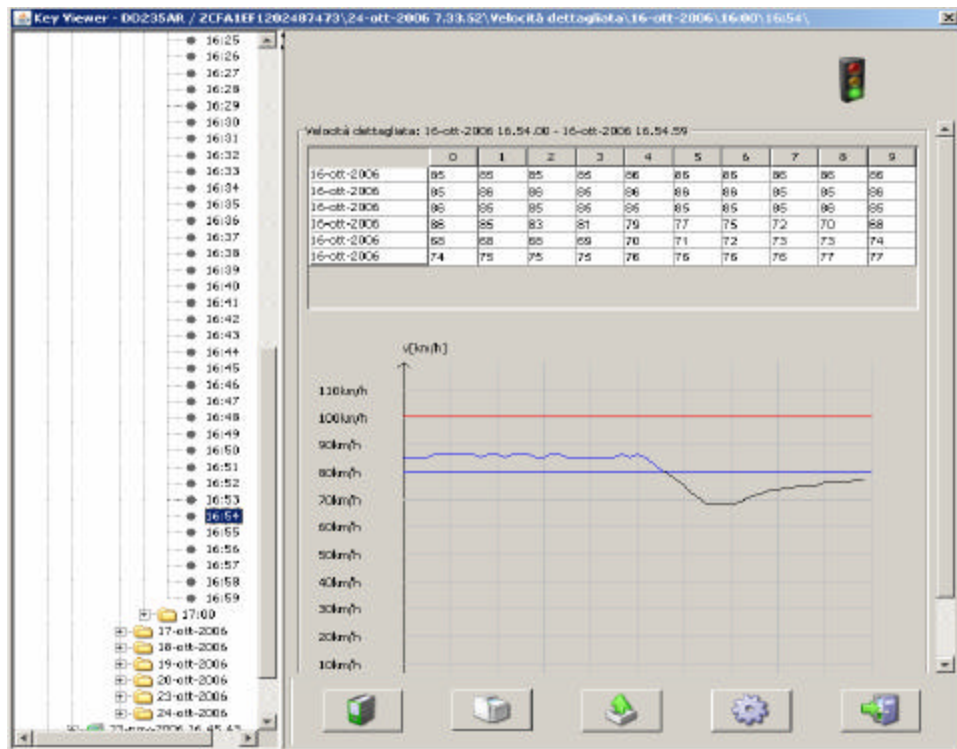 Key Viewer - DD235AR / ZCFA1EF1202487473\24-ott-2006 7.33.52\Velocità dettagliata\16-ott-2006\16:00\16:54\
16:25
16:26
16:27
16:28
16:29
16:30
16:31
16:32
16:33
16:34
16:35
16:36
16:37
16:38
16:39
16:40
16:41
16:42
16:43
16:44
16:45
16:46
16:47
16:48
16:49
16:50
16:51
16:52
16:53
16:54
16:55
16:56
16:57
16:58
16:59
17:00
17-ott-2006
18-ott-2006
19-ott-2006
20-ott-2006
23-ott-2006
24-ott-2006
Velocità dettagliata: 16-ott-2006 16.54.00 - 16-ott-2006 16.54.59
0 1 2 3 4 5 6 7 8 9
16-ott-2006 85 85 85 85 86 86 86 86 86 86
16-ott-2006 85 86 86 86 85 86 86 85 85 86
16-ott-2006 86 85 85 85 85 85 85 85 86 85
16-ott-2006 86 85 83 81 79 77 75 72 70 68
16-ott-2006 68 68 68 69 70 71 72 73 73 74
16-ott-2006 74 75 75 75 76 76 76 76 77 77
v[km/h]
110km/h
100km/h
90km/h
80km/h
70km/h
60km/h
50km/h
40km/h
30km/h
20km/h
10km/h